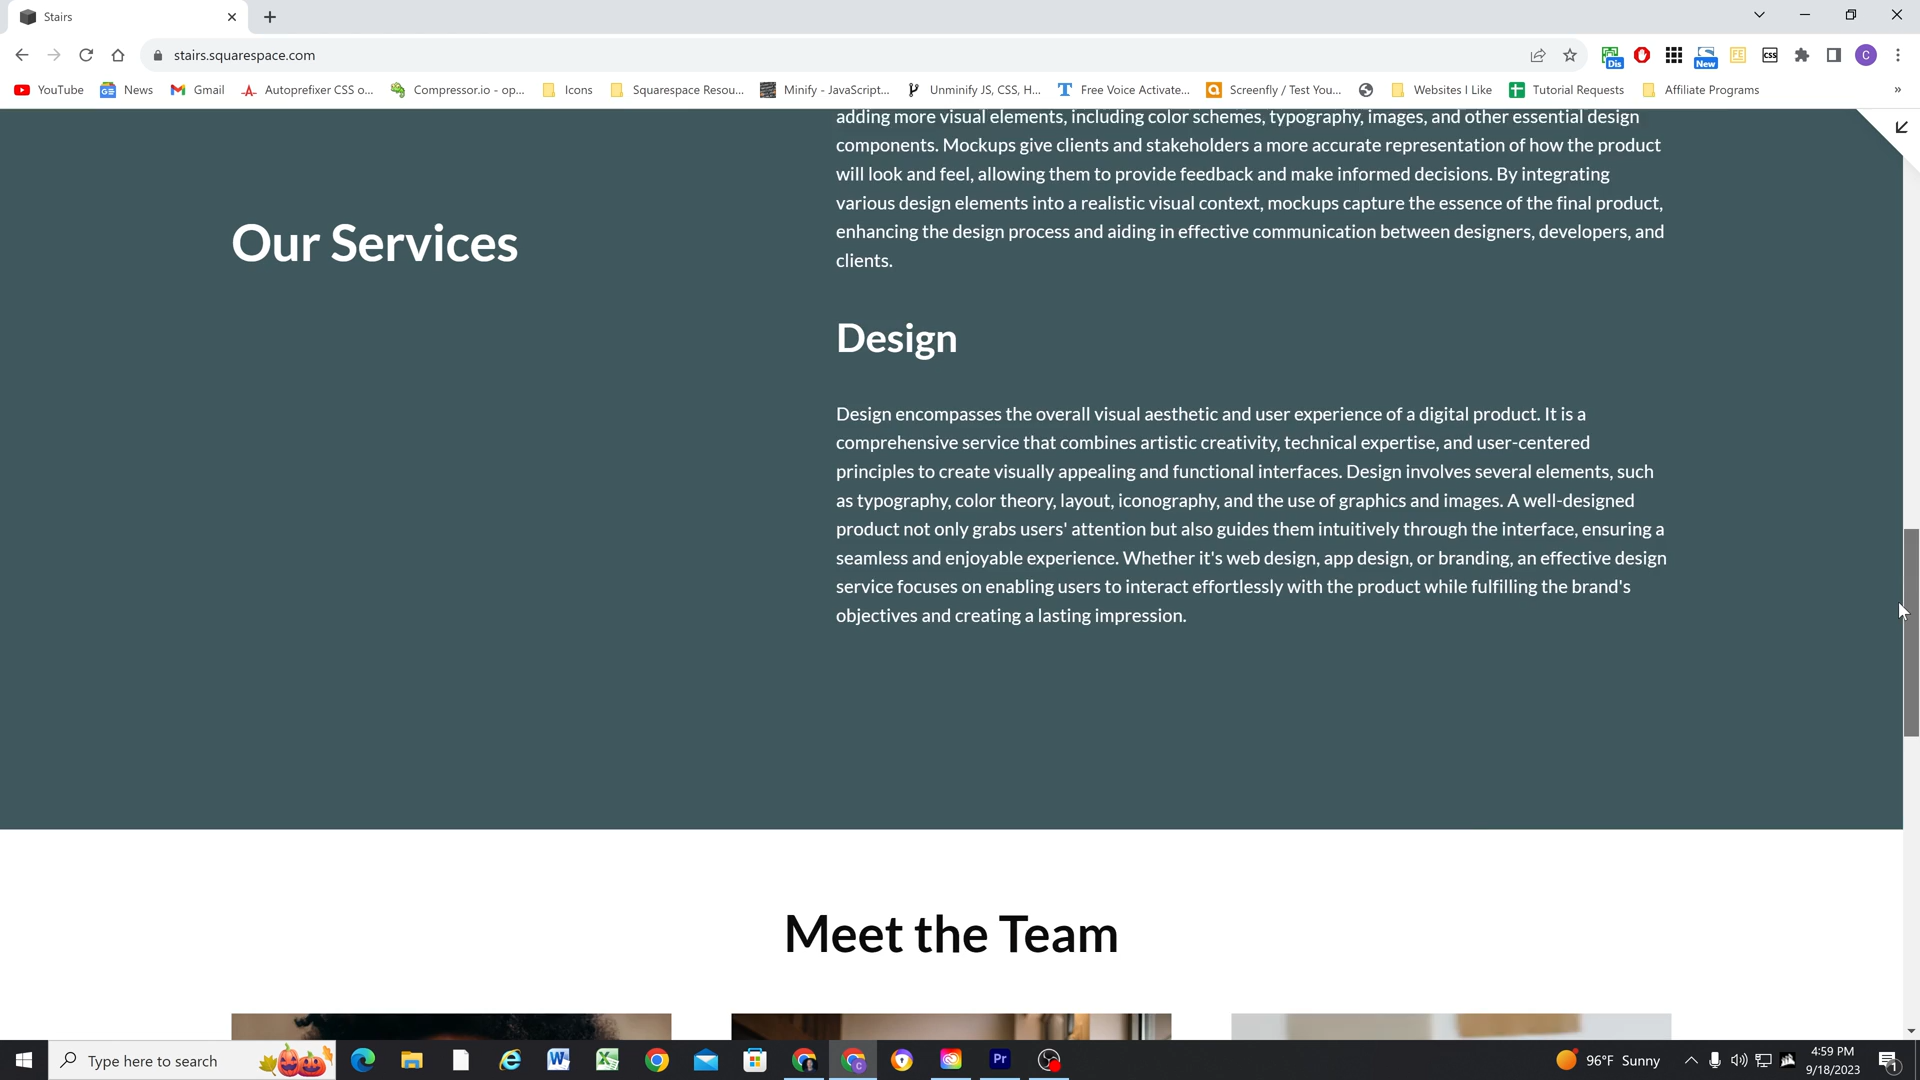 Stairs
stairs.squarespace.com
Dis
New
FE
CSS
C
YouTube
News
Gmail
Autoprefixer CSS o...
Compressor.io - op...
Icons
Squarespace Resou...
Minify - JavaScript...
Unminify JS, CSS, H...
Free Voice Activate...
Screenfly / Test You...
Websites I Like
Tutorial Requests
Affiliate Programs
»
Our Services
adding more visual elements, including color schemes, typography, images, and other essential design
components. Mockups give clients and stakeholders a more accurate representation of how the product
will look and feel, allowing them to provide feedback and make informed decisions. By integrating
various design elements into a realistic visual context, mockups capture the essence of the final product,
enhancing the design process and aiding in effective communication between designers, developers, and
clients.
Design
Design encompasses the overall visual aesthetic and user experience of a digital product. It is a
comprehensive service that combines artistic creativity, technical expertise, and user-centered
principles to create visually appealing and functional interfaces. Design involves several elements, such
as typography, color theory, layout, iconography, and the use of graphics and images. A well-designed
product not only grabs users' attention but also guides them intuitively through the interface, ensuring a
seamless and enjoyable experience. Whether it's web design, app design, or branding, an effective design
service focuses on enabling users to interact effortlessly with the product while fulfilling the brand's
objectives and creating a lasting impression.
Meet the Team
Type here to search
Pr
96°F Sunny
4:59 PM
9/18/2023
1